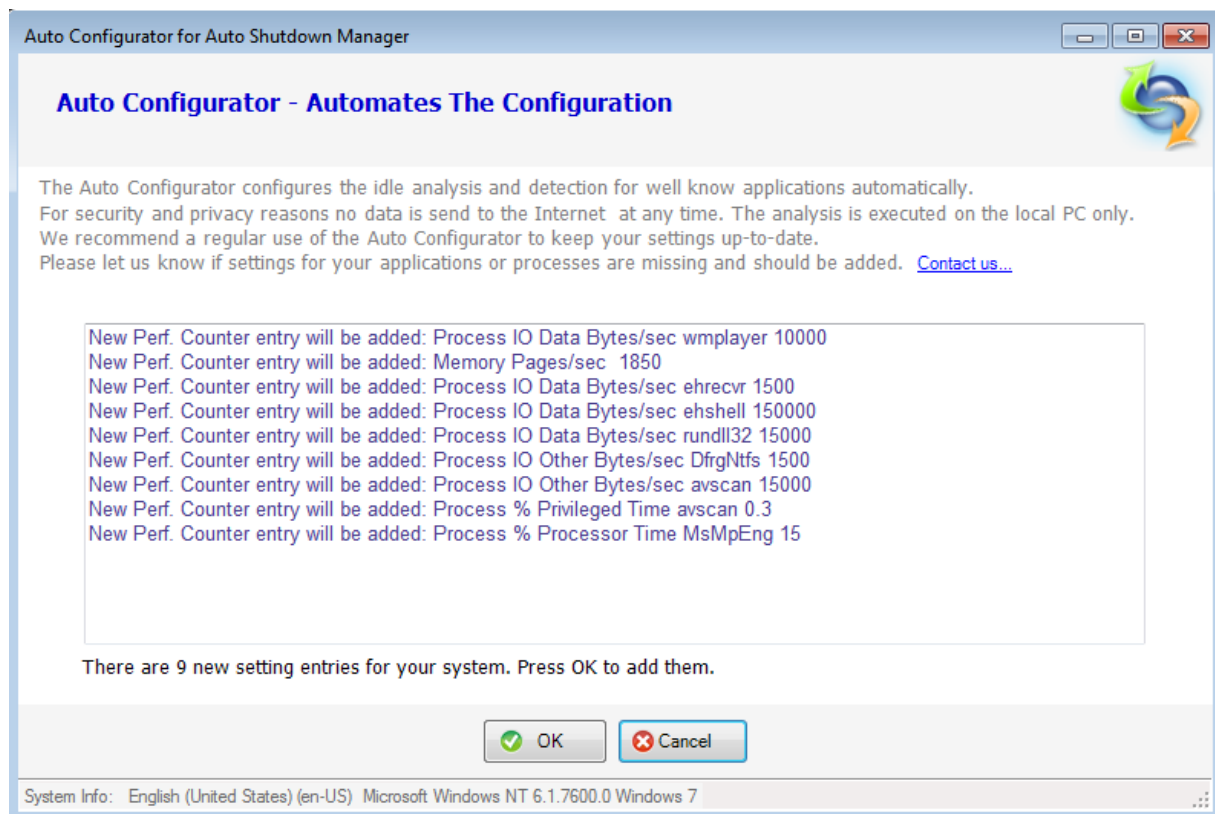 Auto Configurator for Auto Shutdown Manager
Auto Configurator - Automates The Configuration
The Auto Configurator configures the idle analysis and detection for well know applications automatically.
For security and privacy reasons no data is send to the Internet  at any time. The analysis is executed on the local PC only.
We recommend a regular use of the Auto Configurator to keep your settings up-to-date.
Please let us know if settings for your applications or processes are missing and should be added.  Contact us...
New Perf. Counter entry will be added: Process IO Data Bytes/sec wmplayer 10000
New Perf. Counter entry will be added: Memory Pages/sec  1850
New Perf. Counter entry will be added: Process IO Data Bytes/sec ehrecvr 1500
New Perf. Counter entry will be added: Process IO Data Bytes/sec ehshell 150000
New Perf. Counter entry will be added: Process IO Data Bytes/sec rundll32 15000
New Perf. Counter entry will be added: Process IO Other Bytes/sec DfrgNtfs 1500
New Perf. Counter entry will be added: Process IO Other Bytes/sec avscan 15000
New Perf. Counter entry will be added: Process % Privileged Time avscan 0.3
New Perf. Counter entry will be added: Process % Processor Time MsMpEng 15
There are 9 new setting entries for your system. Press OK to add them.
OK Cancel
System Info: English (United States) (en-US) Microsoft Windows NT 6.1.7600.0 Windows 7